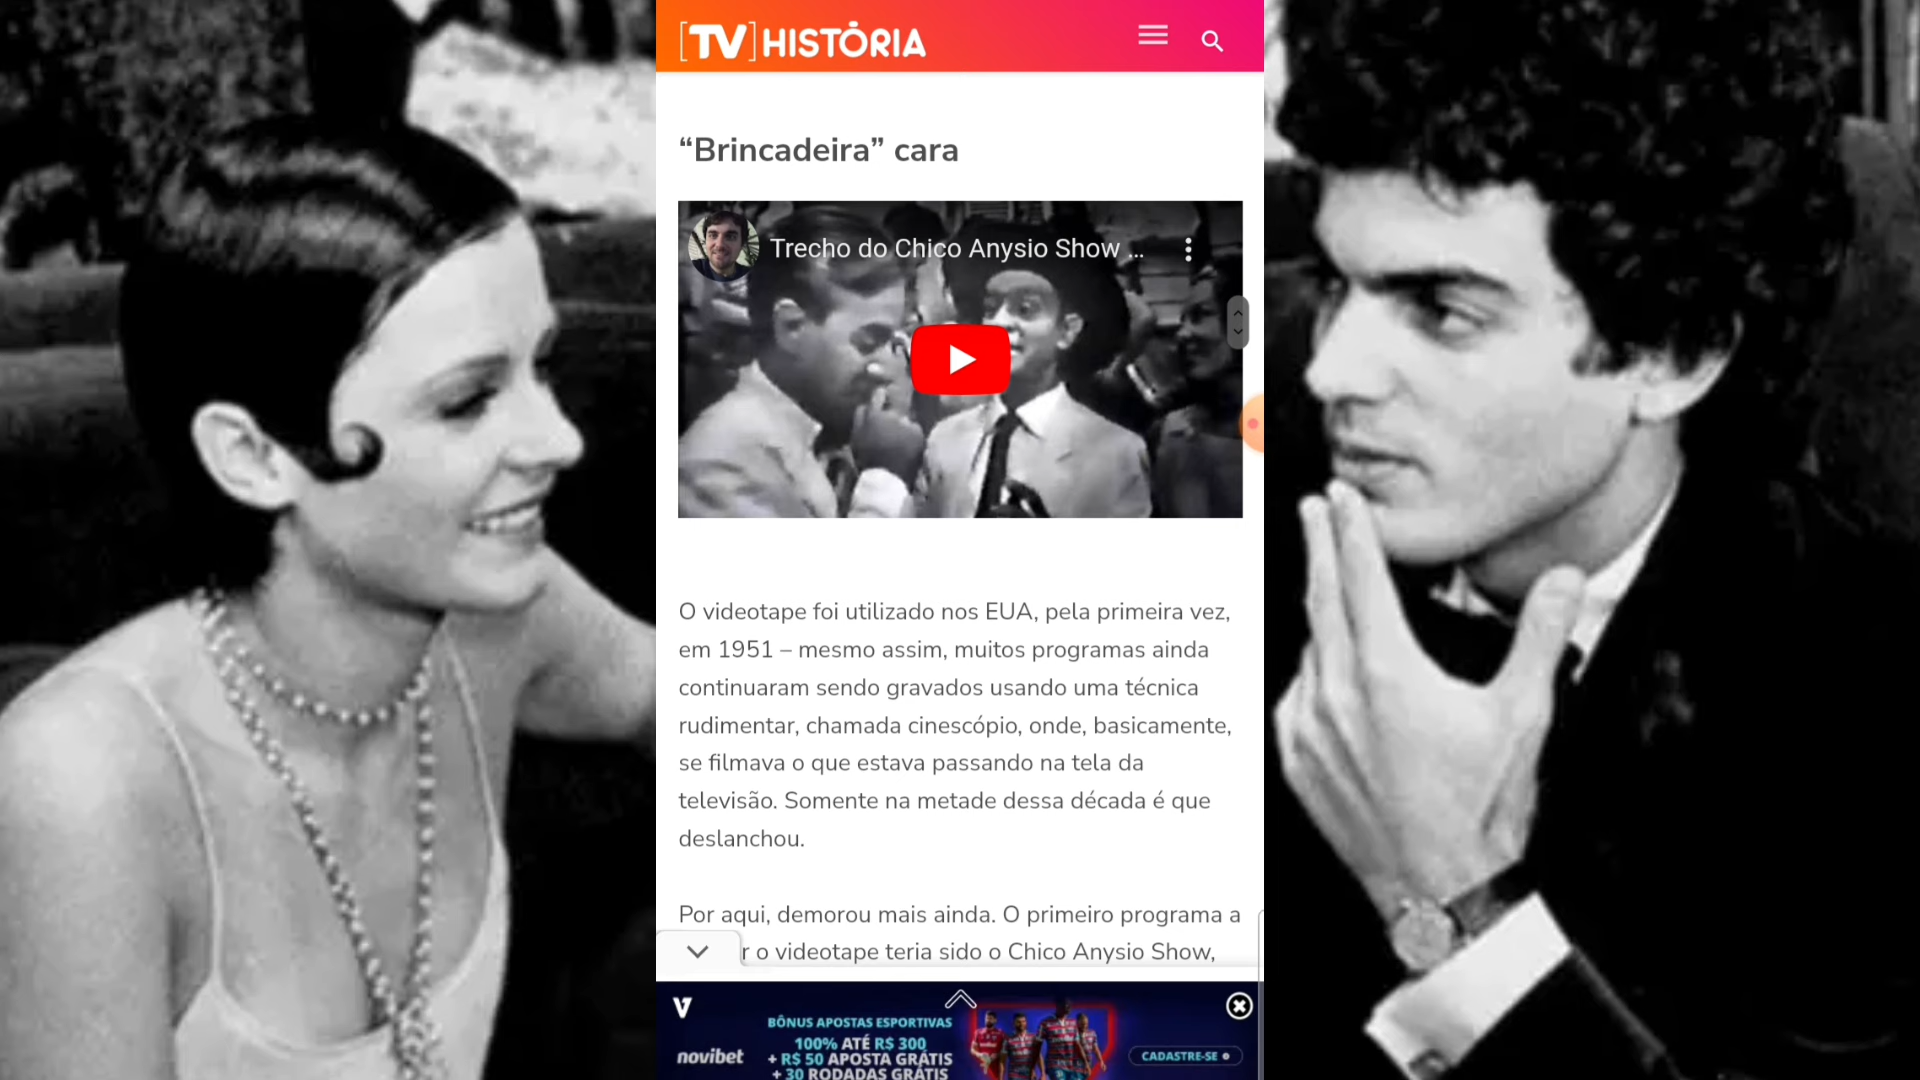 [TV] HISTÓRIA
“Brincadeira” cara
Trecho do Chico Anysio Show ...
O videotape foi utilizado nos EUA, pela primeira vez,
em 1951 – mesmo assim, muitos programas ainda
continuaram sendo gravados usando uma técnica
rudimentar, chamada cinescópio, onde, basicamente,
se filmava o que estava passando na tela da
televisão. Somente na metade dessa década é que
deslanchou.
Por aqui, demorou mais ainda. O primeiro programa a
r o videotape teria sido o Chico Anysio Show,
BÔNUS APOSTAS ESPORTIVAS
100% ATÉ R$ 300
+ R$ 50 APOSTA GRÁTIS
+ 30 RODADAS GRÁTIS
novibet
CADASTRE-SE